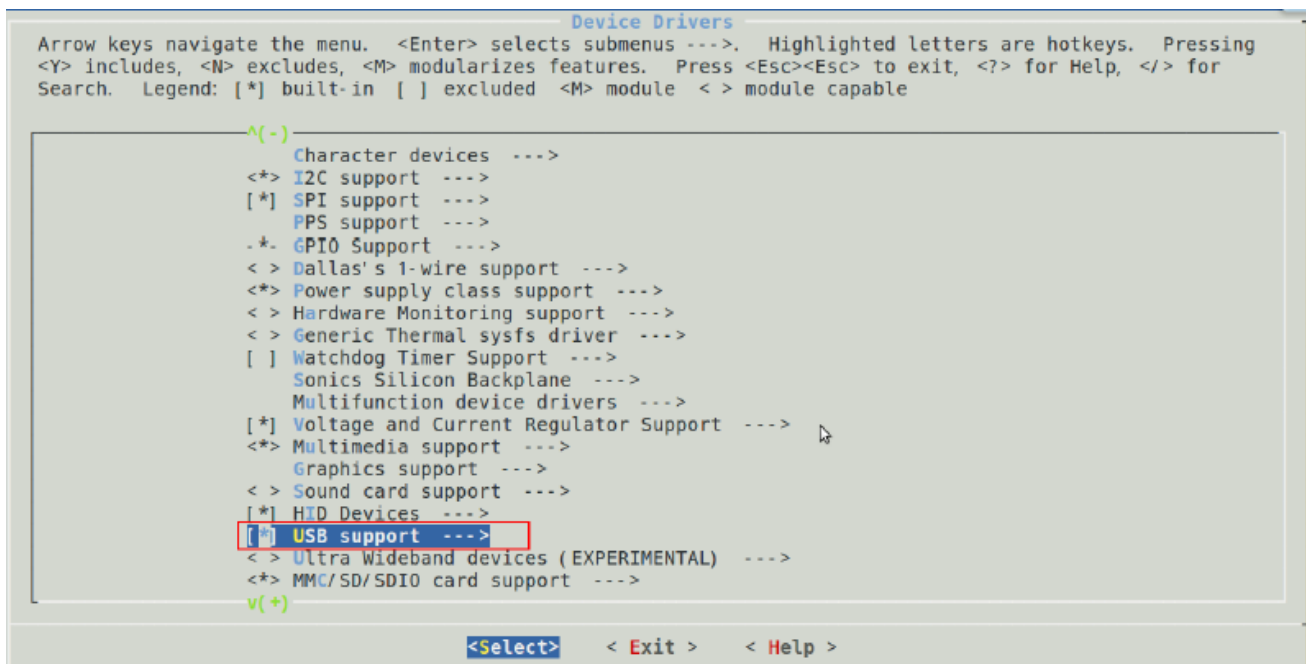 Device Drivers
Arrow keys navigate the menu.  <Enter> selects submenus --->.  Highlighted letters are hotkeys.  Pressing
<Y> includes, <N> excludes, <M> modularizes features.  Press <Esc><Esc> to exit, <?> for Help, </> for
Search.  Legend: [*] built-in  [ ] excluded  <M> module  < > module capable
^(-)
Character devices  --->
<*> I2C support  --->
[*] SPI support  --->
PPS support  --->
-*- GPIO Support  --->
< > Dallas's 1-wire support  --->
<*> Power supply class support  --->
< > Hardware Monitoring support  --->
< > Generic Thermal sysfs driver  --->
[ ] Watchdog Timer Support  --->
Sonics Silicon Backplane  --->
Multifunction device drivers  --->
[*] Voltage and Current Regulator Support  --->
<*> Multimedia support  --->
Graphics support  --->
< > Sound card support  --->
[*] HID Devices  --->
[*] USB support  --->
< > Ultra Wideband devices (EXPERIMENTAL)  --->
<*> MMC/SD/SDIO card support  --->
v(+)
<Select>    < Exit >    < Help >